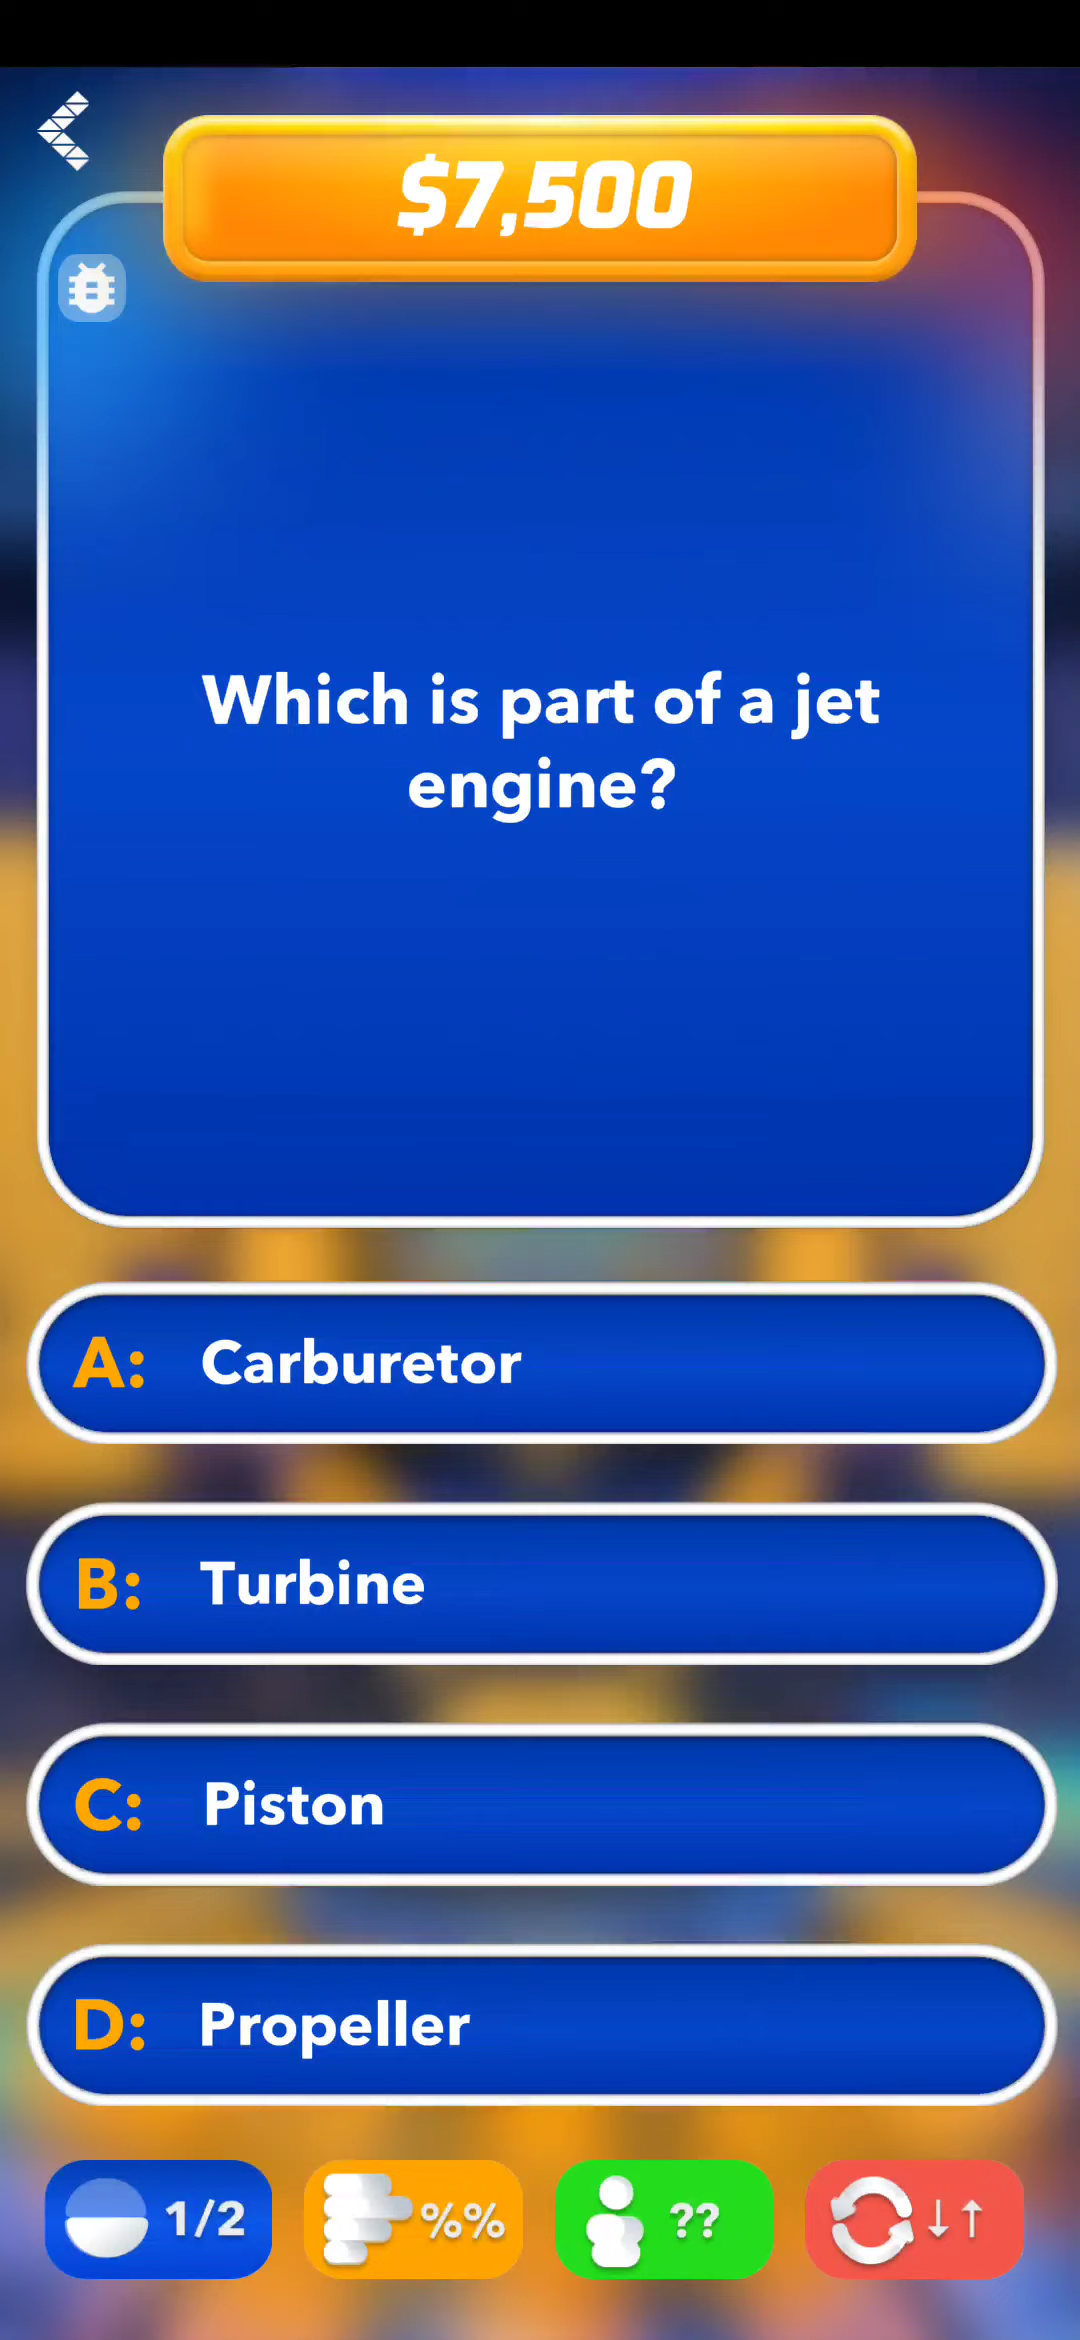 $7,500
Which is part of a jet
engine?
A: Carburetor
B: Turbine
C: Piston
D: Propeller
1/2 %% ?? ↓↑